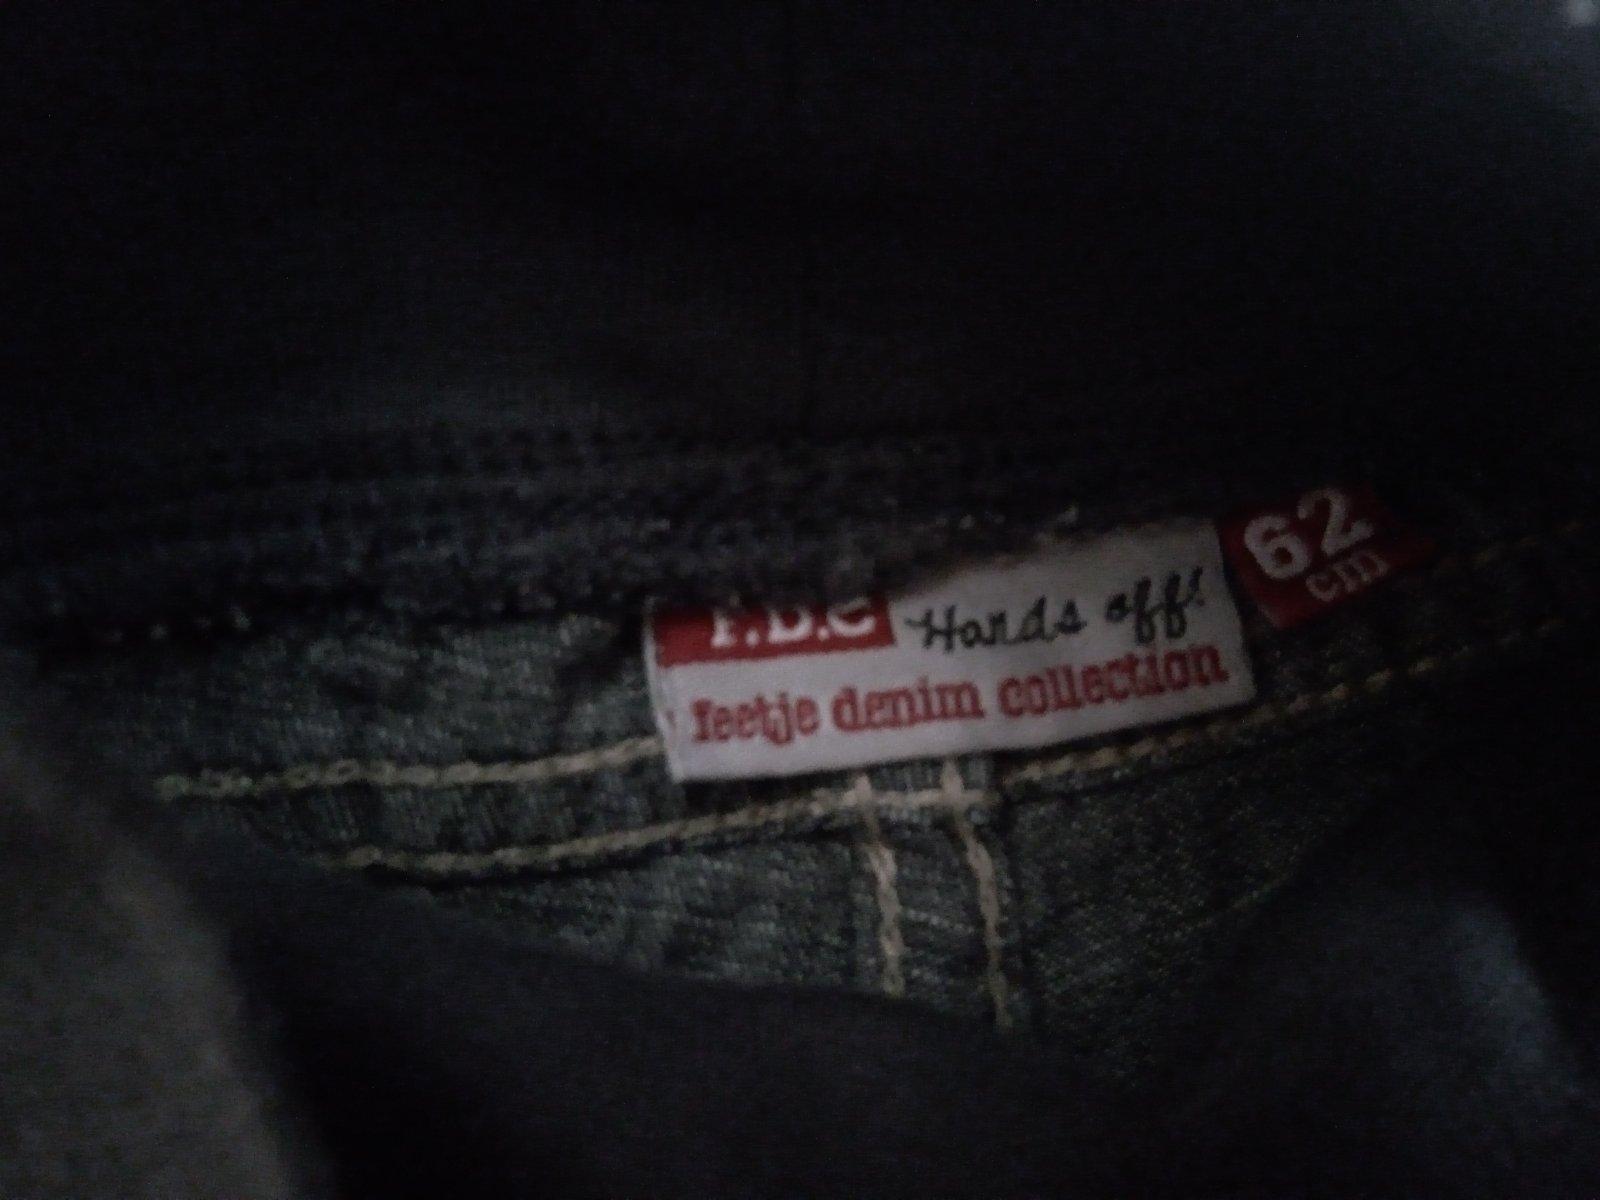 F.D.C Hands off!
feetje denim collection
62
cm